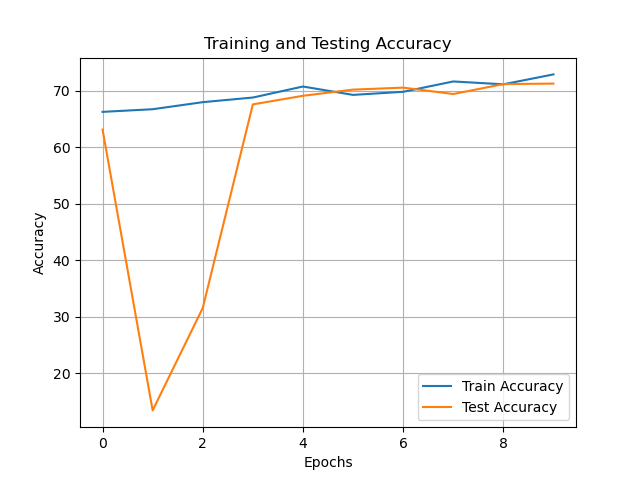 Training and Testing Accuracy
Accuracy
70
60
50
40
30
20
Train Accuracy
Test Accuracy
0 2 4 6 8
Epochs